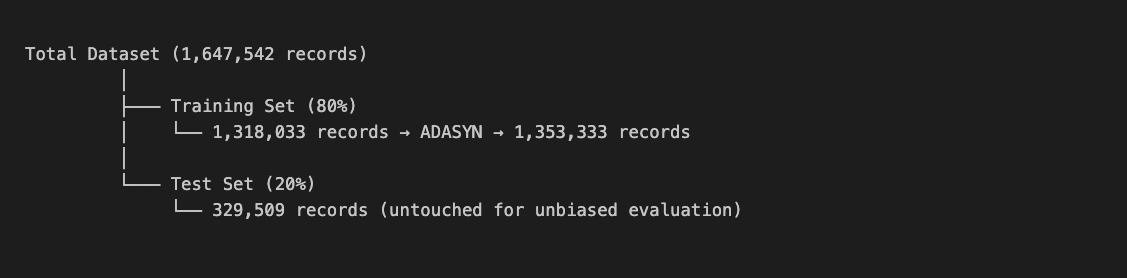 Total Dataset (1,647,542 records)
│
├── Training Set (80%)
│ └── 1,318,033 records → ADASYN → 1,353,333 records
│
└── Test Set (20%)
└── 329,509 records (untouched for unbiased evaluation)